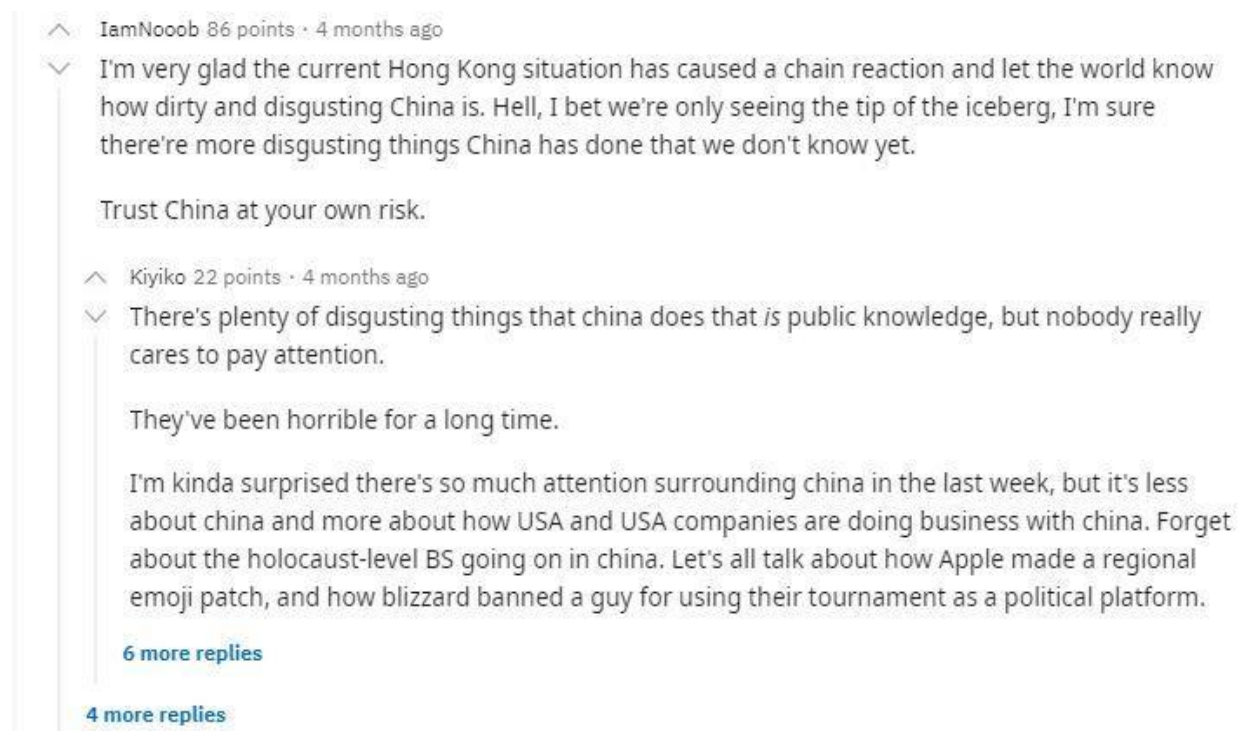 IamNooob 86 points · 4 months ago
I'm very glad the current Hong Kong situation has caused a chain reaction and let the world know
how dirty and disgusting China is. Hell, I bet we're only seeing the tip of the iceberg, I'm sure
there're more disgusting things China has done that we don't know yet.
Trust China at your own risk.
Kiyiko 22 points · 4 months ago
There's plenty of disgusting things that china does that is public knowledge, but nobody really
cares to pay attention.
They've been horrible for a long time.
I'm kinda surprised there's so much attention surrounding china in the last week, but it's less
about china and more about how USA and USA companies are doing business with china. Forget
about the holocaust-level BS going on in china. Let's all talk about how Apple made a regional
emoji patch, and how blizzard banned a guy for using their tournament as a political platform.
6 more replies
4 more replies